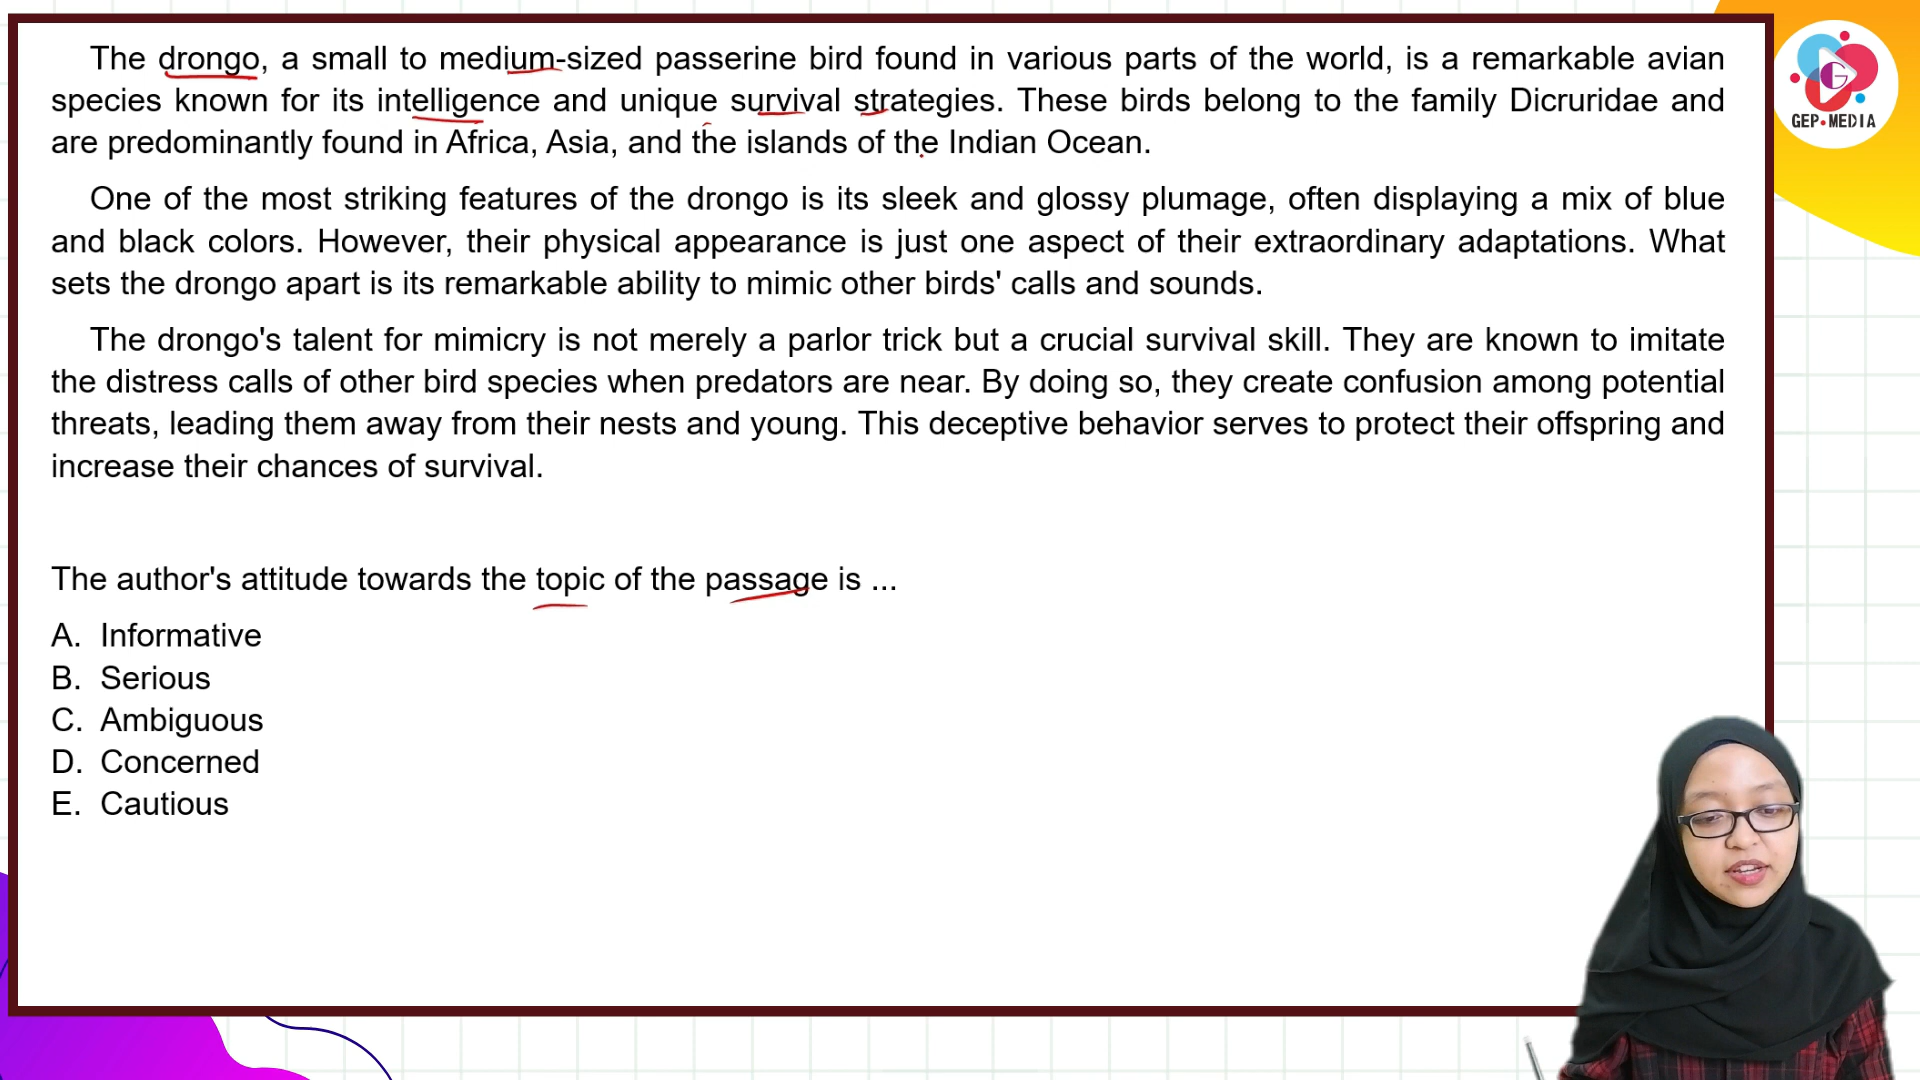 The drongo, a small to medium-sized passerine bird found in various parts of the world, is a remarkable avian
species known for its intelligence and unique survival strategies. These birds belong to the family Dicruridae and
are predominantly found in Africa, Asia, and the islands of the Indian Ocean.
One of the most striking features of the drongo is its sleek and glossy plumage, often displaying a mix of blue
and black colors. However, their physical appearance is just one aspect of their extraordinary adaptations. What
sets the drongo apart is its remarkable ability to mimic other birds' calls and sounds.
The drongo's talent for mimicry is not merely a parlor trick but a crucial survival skill. They are known to imitate
the distress calls of other bird species when predators are near. By doing so, they create confusion among potential
threats, leading them away from their nests and young. This deceptive behavior serves to protect their offspring and
increase their chances of survival.
The author's attitude towards the topic of the passage is ...
A. Informative
B. Serious
C. Ambiguous
D. Concerned
E. Cautious
G
GEP•MEDIA